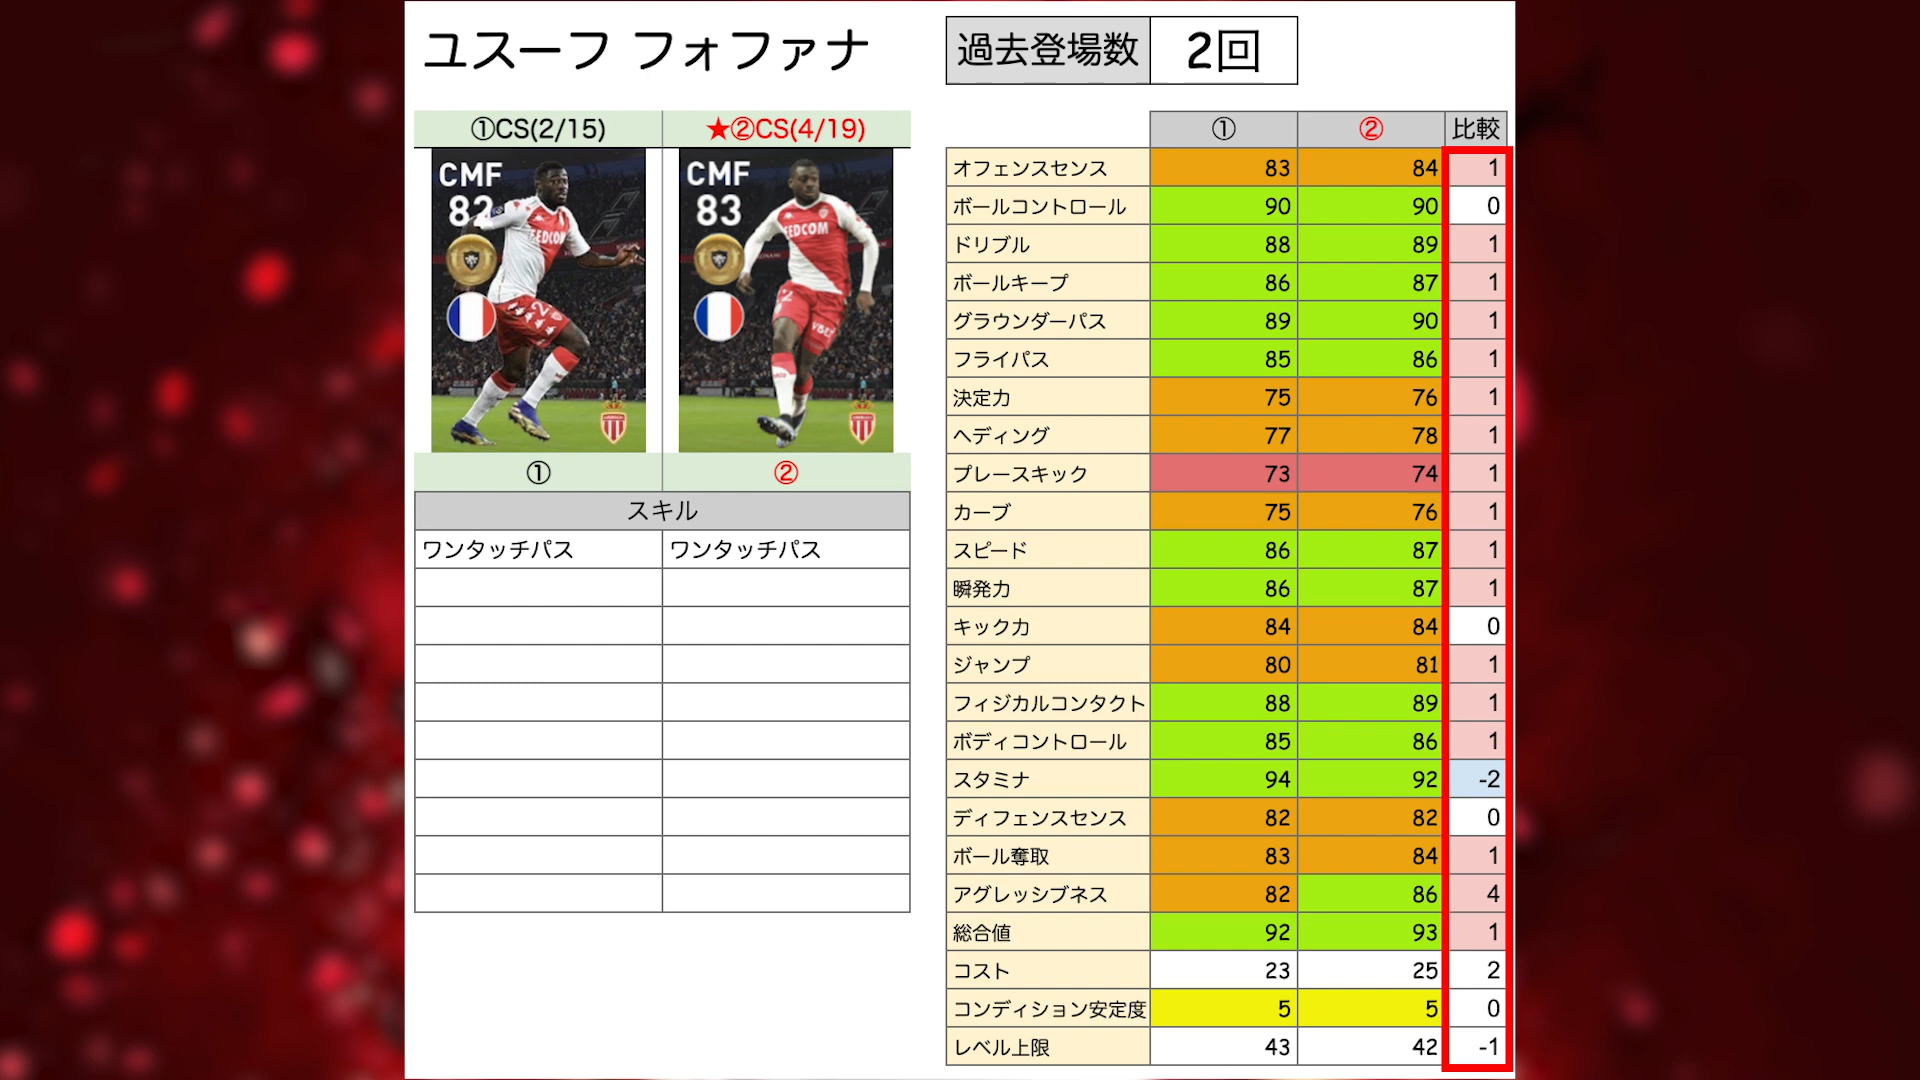 ユスーフ フォファナ
過去登場数 2回
①CS(2/15) ★②CS(4/19)
CMF
82
CMF
83
FEDCOM
FEDCOM
① ②
スキル
ワンタッチパス ワンタッチパス
① ② 比較
オフェンスセンス 83 84 1
ボールコントロール 90 90 0
ドリブル 88 89 1
ボールキープ 86 87 1
グラウンダーパス 89 90 1
フライパス 85 86 1
決定力 75 76 1
ヘディング 77 78 1
プレースキック 73 74 1
カーブ 75 76 1
スピード 86 87 1
瞬発力 86 87 1
キック力 84 84 0
ジャンプ 80 81 1
フィジカルコンタクト 88 89 1
ボディコントロール 85 86 1
スタミナ 94 92 -2
ディフェンスセンス 82 82 0
ボール奪取 83 84 1
アグレッシブネス 82 86 4
総合値 92 93 1
コスト 23 25 2
コンディション安定度 5 5 0
レベル上限 43 42 -1